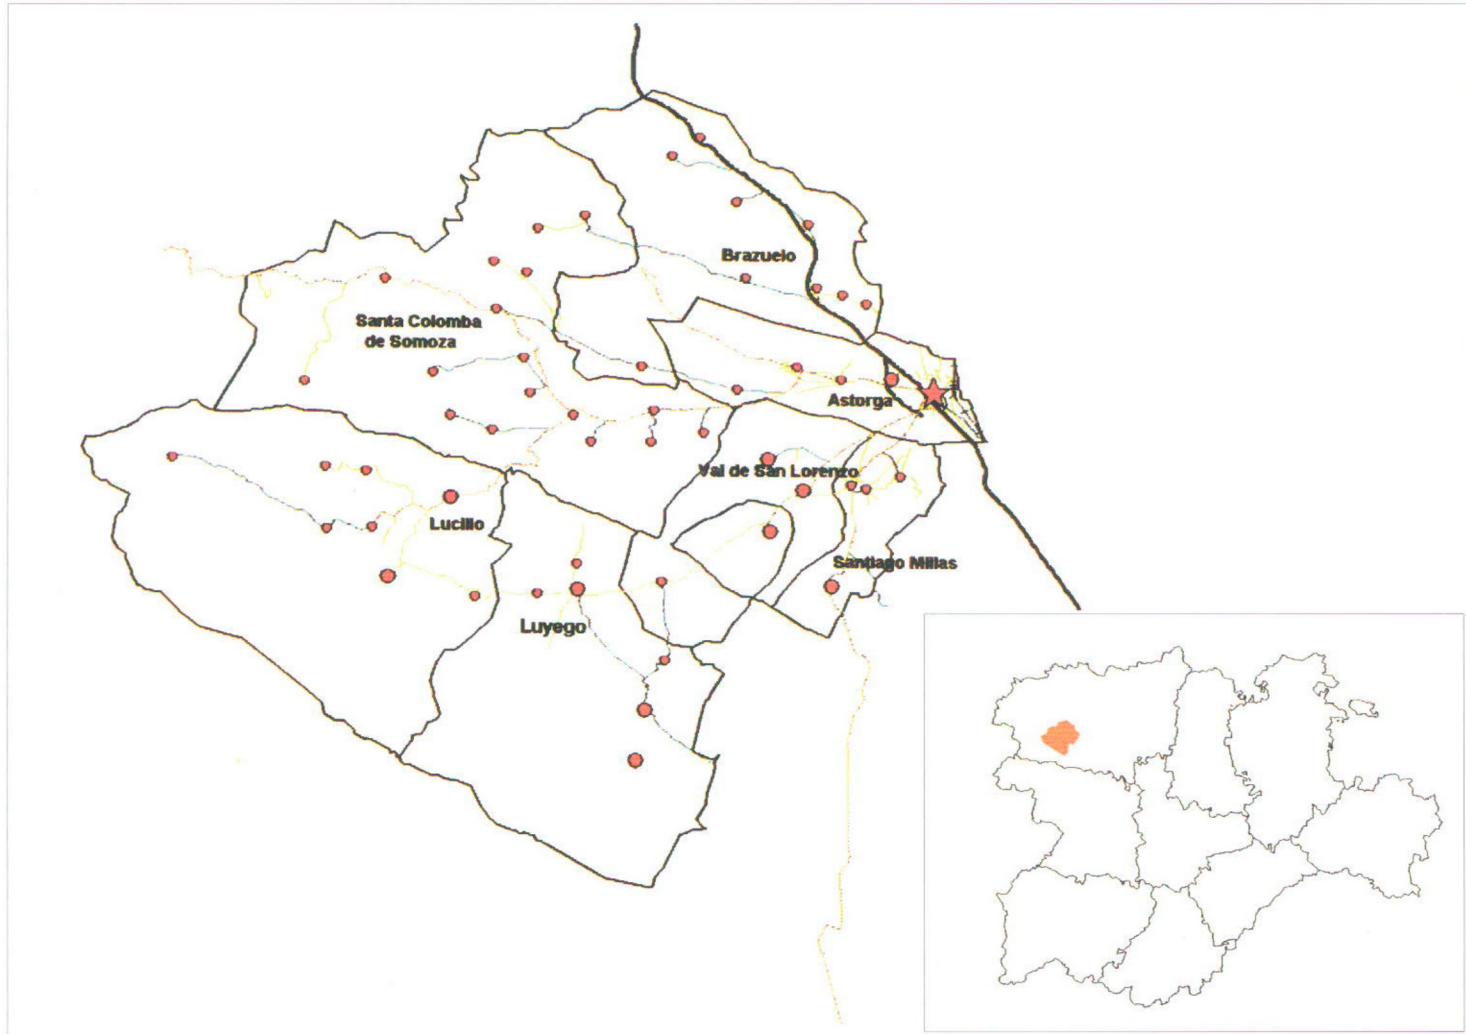 Brazuelo
Santa Colomba
de Somoza
Astorga
Val de San Lorenzo
Lucillo
Santiago Millas
Luyego